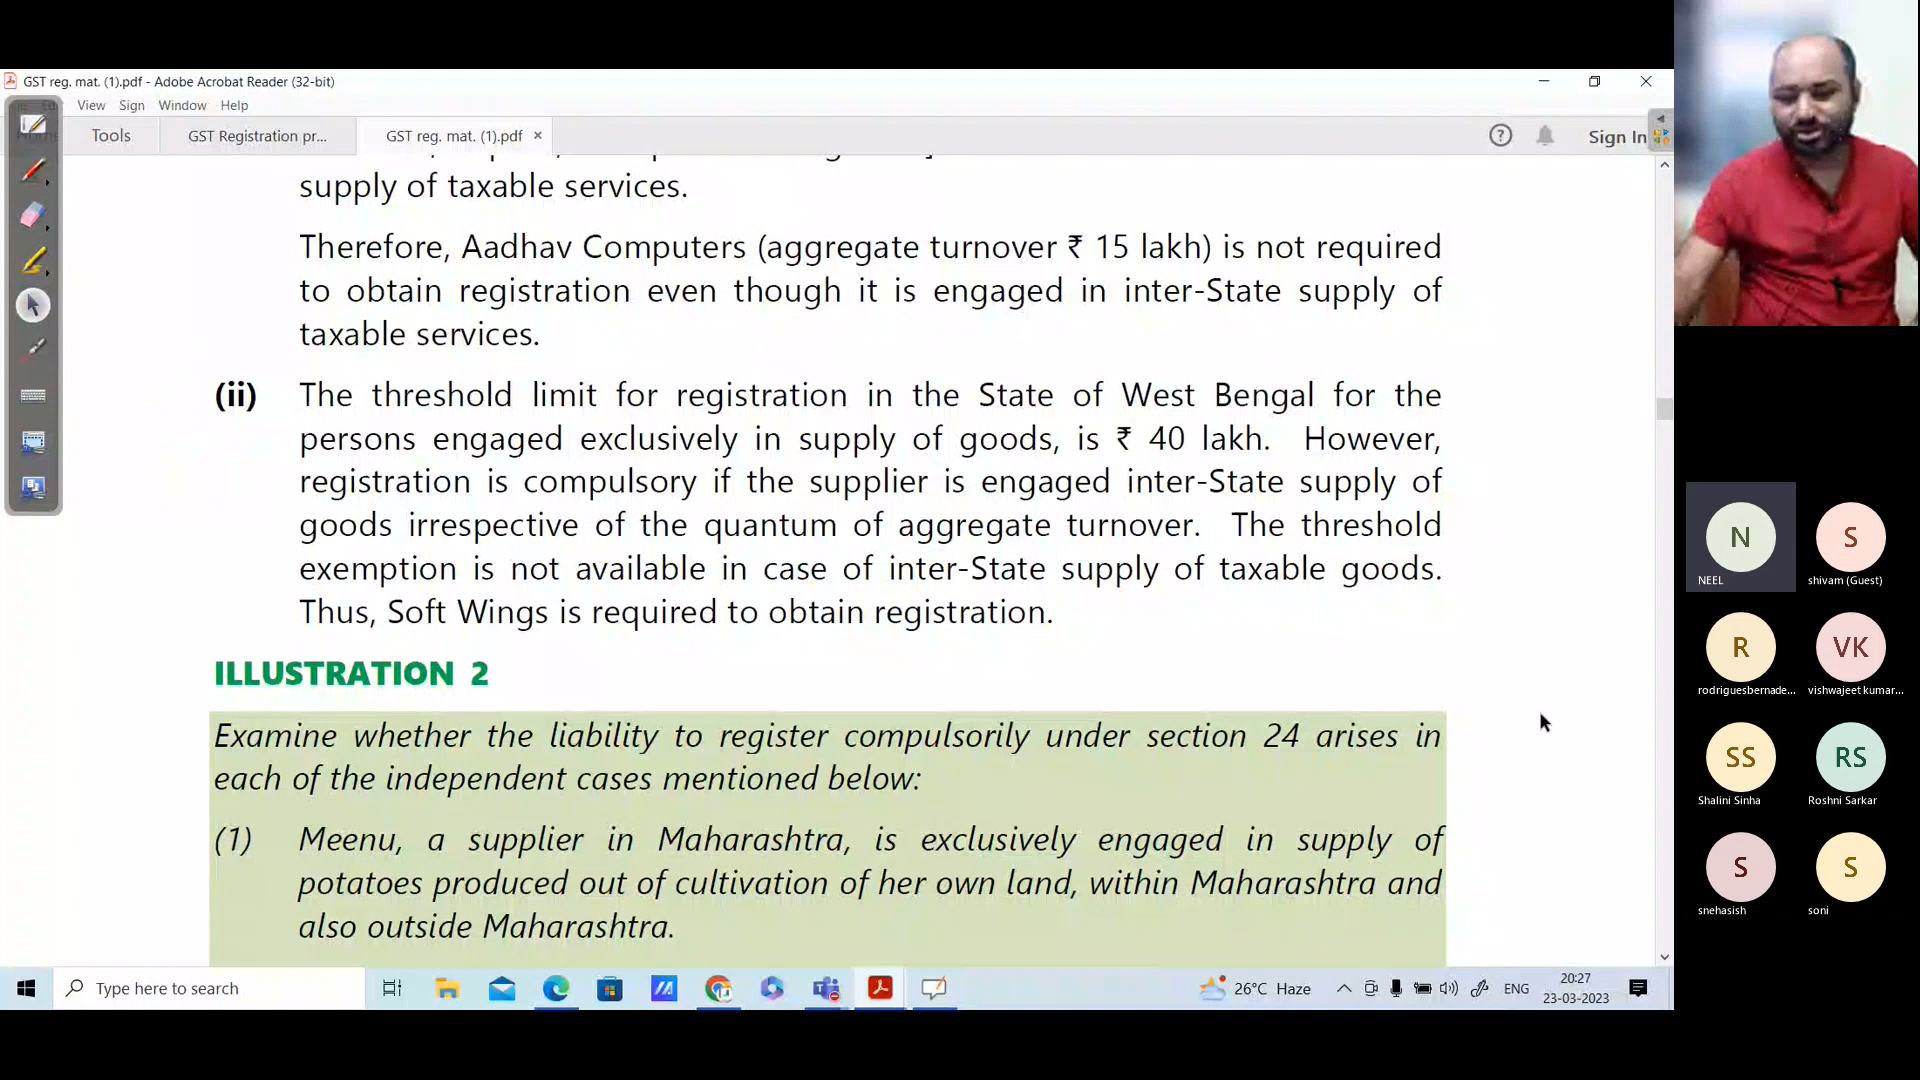 GST reg. mat. (1).pdf - Adobe Acrobat Reader (32-bit)
View Sign Window Help
Tools GST Registration pr... GST reg. mat. (1).pdf × Sign In
supply of taxable services.
Therefore, Aadhav Computers (aggregate turnover ₹ 15 lakh) is not required
to obtain registration even though it is engaged in inter-State supply of
taxable services.
(ii) The threshold limit for registration in the State of West Bengal for the
persons engaged exclusively in supply of goods, is ₹ 40 lakh. However,
registration is compulsory if the supplier is engaged inter-State supply of
goods irrespective of the quantum of aggregate turnover. The threshold
exemption is not available in case of inter-State supply of taxable goods.
Thus, Soft Wings is required to obtain registration.
ILLUSTRATION 2
Examine whether the liability to register compulsorily under section 24 arises in
each of the independent cases mentioned below:
(1) Meenu, a supplier in Maharashtra, is exclusively engaged in supply of
potatoes produced out of cultivation of her own land, within Maharashtra and
also outside Maharashtra.
Type here to search
26°C Haze
ENG
20:27
23-03-2023
N S
NEEL shivam (Guest)
R VK
rodriguesbernade... vishwajeet kumar...
SS RS
Shalini Sinha Roshni Sarkar
S S
snehasish soni